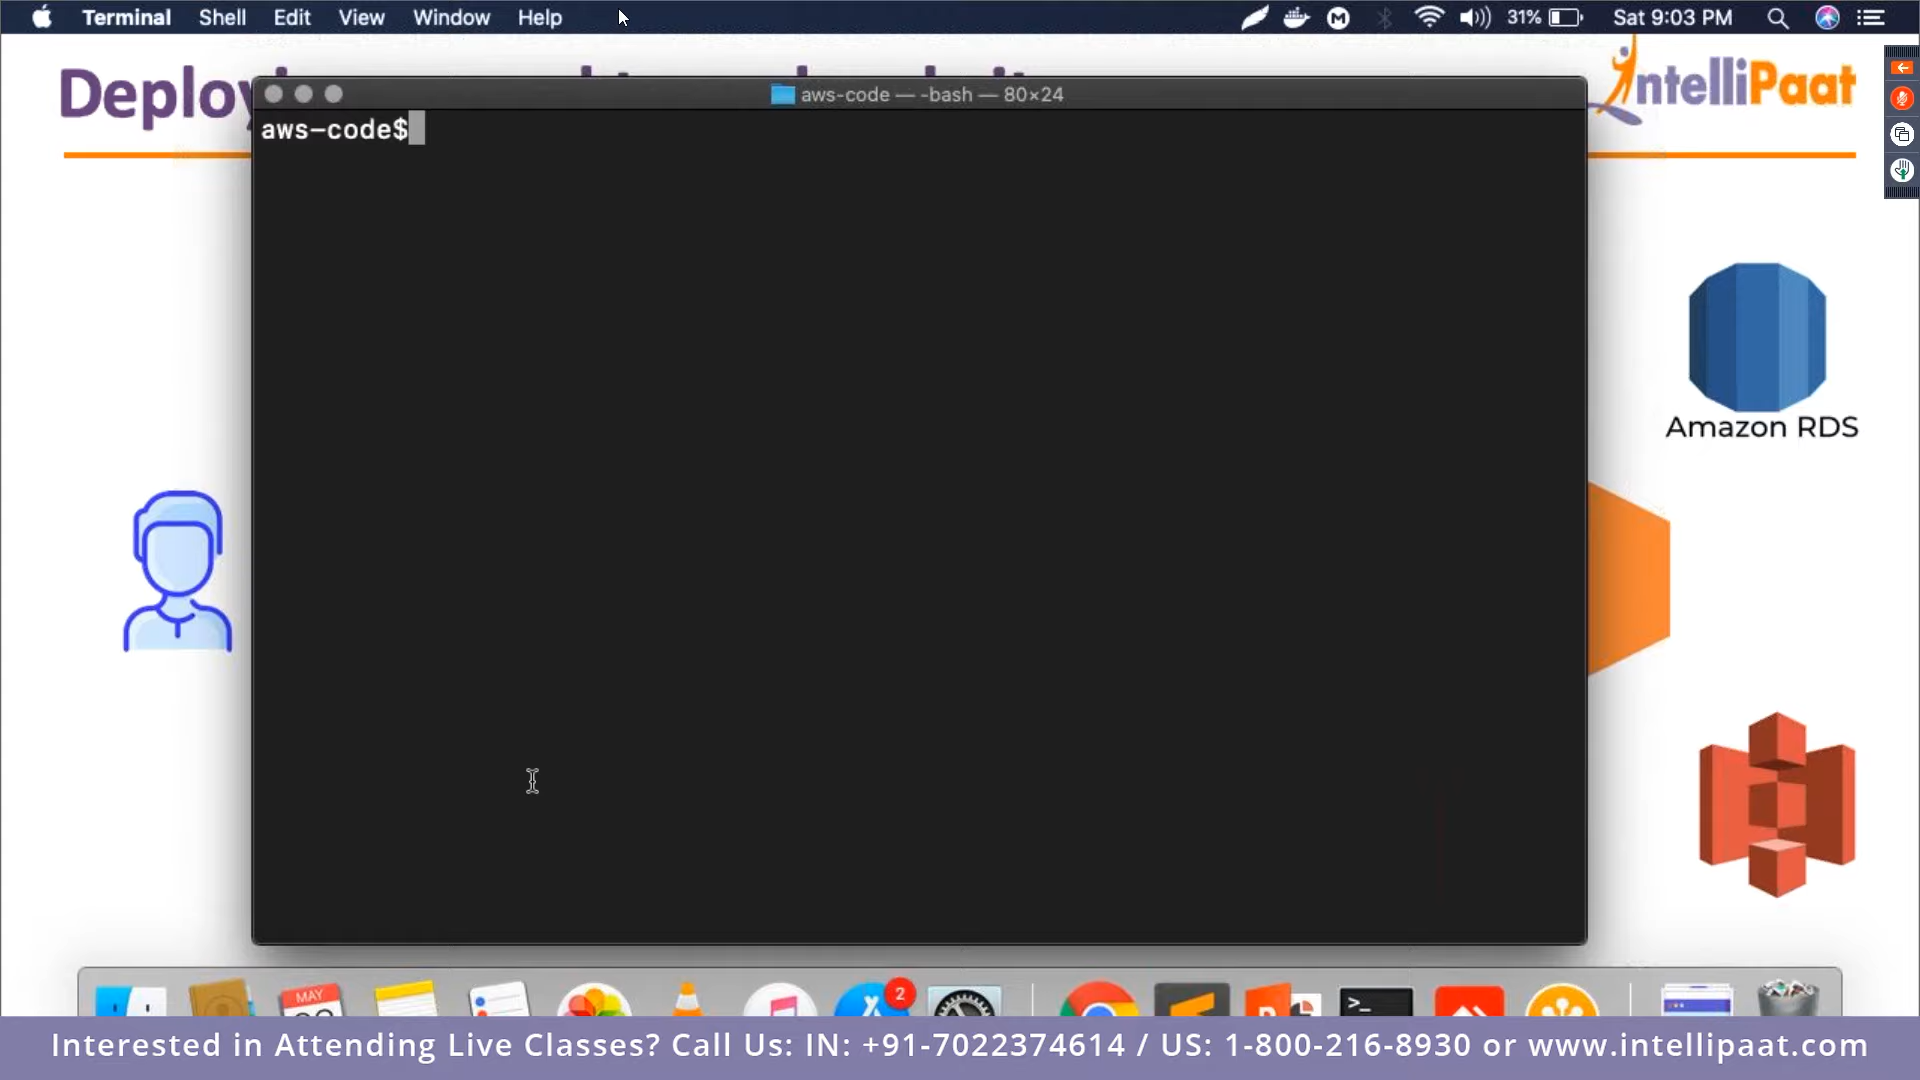 Terminal Shell Edit View Window Help 31% Sat 9:03 PM
Deploy
IntelliPaat
aws-code — -bash — 80×24
aws-code$
Amazon RDS
2
MAY
>_
Interested in Attending Live Classes? Call Us: IN: +91-7022374614 / US: 1-800-216-8930 or www.intellipaat.com